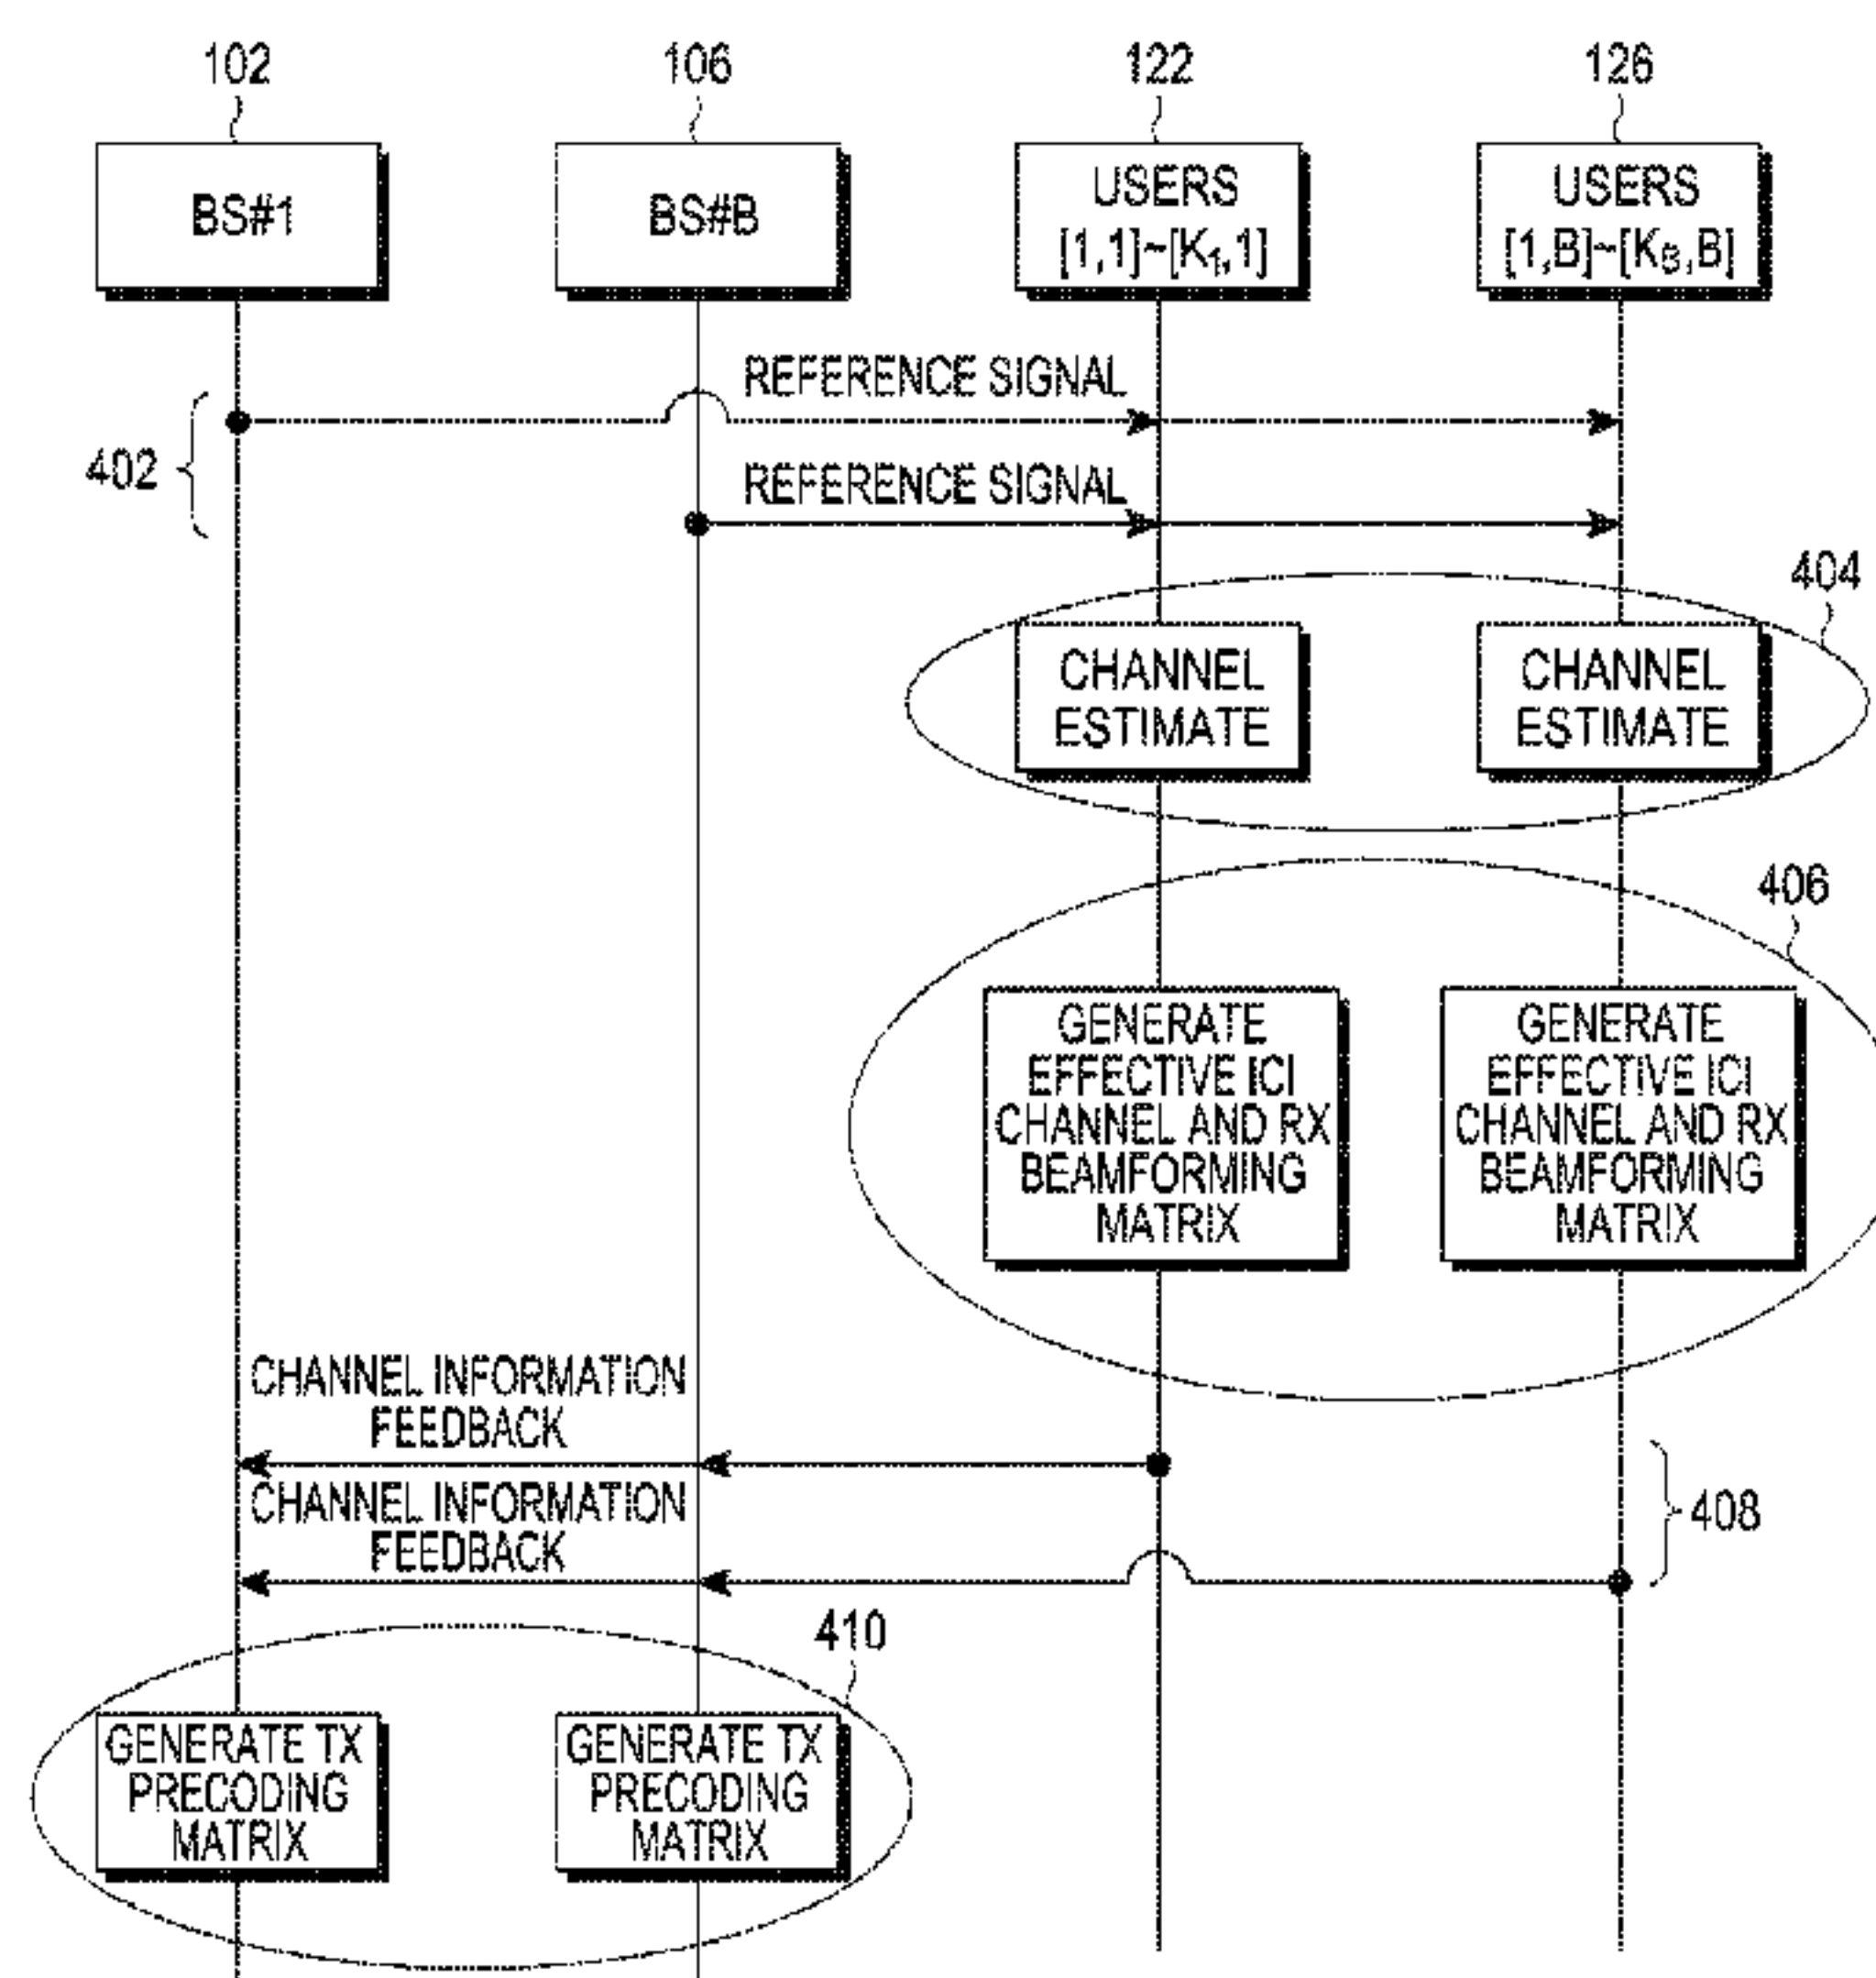 102
106
122
126
BS#1
BS#B
USERS
[1,1]~[K₁,1]
USERS
[1,B]~[K_B,B]
REFERENCE SIGNAL
402
REFERENCE SIGNAL
404
CHANNEL
ESTIMATE
CHANNEL
ESTIMATE
406
GENERATE
EFFECTIVE ICI
CHANNEL AND RX
BEAMFORMING
MATRIX
GENERATE
EFFECTIVE ICI
CHANNEL AND RX
BEAMFORMING
MATRIX
CHANNEL INFORMATION
FEEDBACK
CHANNEL INFORMATION
FEEDBACK
408
410
GENERATE TX
PRECODING
MATRIX
GENERATE TX
PRECODING
MATRIX